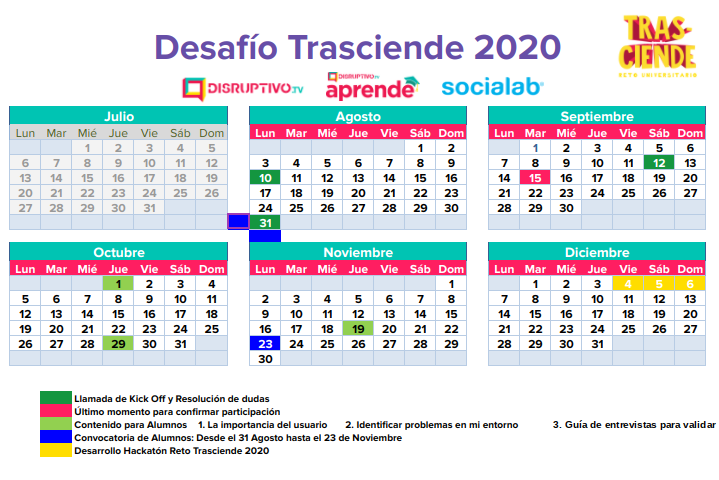 Desafío Trasciende 2020
TRAS-
CIENDE
RETO UNIVERSITARIO
DISRUPTIVO.TV
DISRUPTIVO TV
aprende
socialab
Julio
Lun Mar Mié Jue Vie Sáb Dom
1 2 3 4 5
6 7 8 9 10 11 12
13 14 15 16 17 18 19
20 21 22 23 24 25 26
27 28 29 30 31
Agosto
Lun Mar Mié Jue Vie Sáb Dom
1 2
3 4 5 6 7 8 9
10 11 12 13 14 15 16
17 18 19 20 21 22 23
24 25 26 27 28 29 30
31
Septiembre
Lun Mar Mié Jue Vie Sáb Dom
1 2 3 4 5 6
7 8 9 10 11 12 13
14 15 16 17 18 19 20
21 22 23 24 25 26 27
28 29 30
Octubre
Lun Mar Mié Jue Vie Sáb Dom
1 2 3 4
5 6 7 8 9 10 11
12 13 14 15 16 17 18
19 20 21 22 23 24 25
26 27 28 29 30 31
Noviembre
Lun Mar Mié Jue Vie Sáb Dom
1
2 3 4 5 6 7 8
9 10 11 12 13 14 15
16 17 18 19 20 21 22
23 24 25 26 27 28 29
30
Diciembre
Lun Mar Mié Jue Vie Sáb Dom
1 2 3 4 5 6
7 8 9 10 11 12 13
14 15 16 17 18 19 20
21 22 23 24 25 26 27
28 29 30 31
Llamada de Kick Off y Resolución de dudas
Último momento para confirmar participación
Contenido para Alumnos 1. La importancia del usuario 2. Identificar problemas en mi entorno 3. Guía de entrevistas para validar
Convocatoria de Alumnos: Desde el 31 Agosto hasta el 23 de Noviembre
Desarrollo Hackatón Reto Trasciende 2020